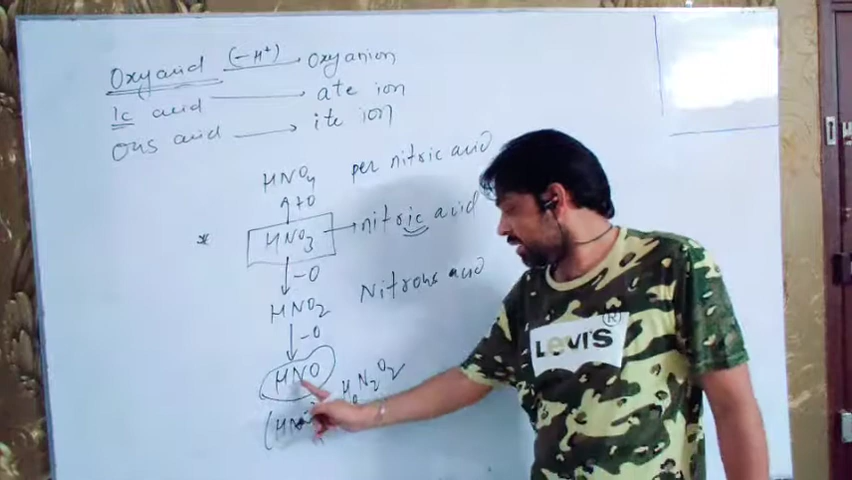 Oxyacid (-H+) → oxyanion
Ic acid → ate ion
ous acid → ite ion
HNO4 per nitric acid
↑+O
* HNO3 → nitric acid
↓-O
HNO2 Nitrous acid
↓-O
HNO
H2N2O2
LEVI'S ®